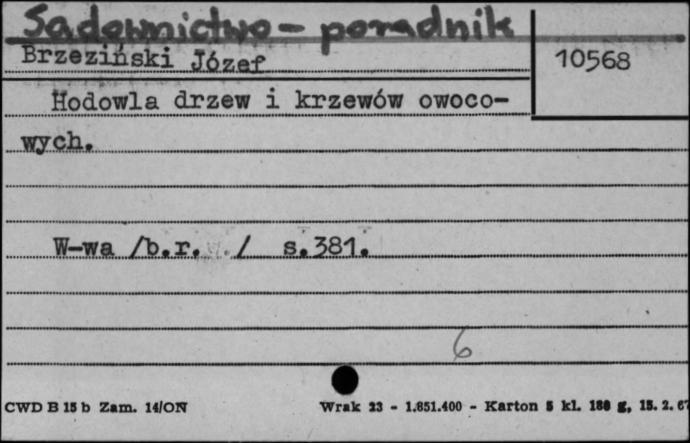 Sadownictwo - poradnik
Brzeziński Józef
10568
Hodowla drzew i krzewów owoco-
wych.
W-wa /b.r. / s.381.
6
CWD B 15 b Zam. 14/ON
Wrak 23 - 1.651.400 - Karton 5 kl. 180 g, 15. 2. 67